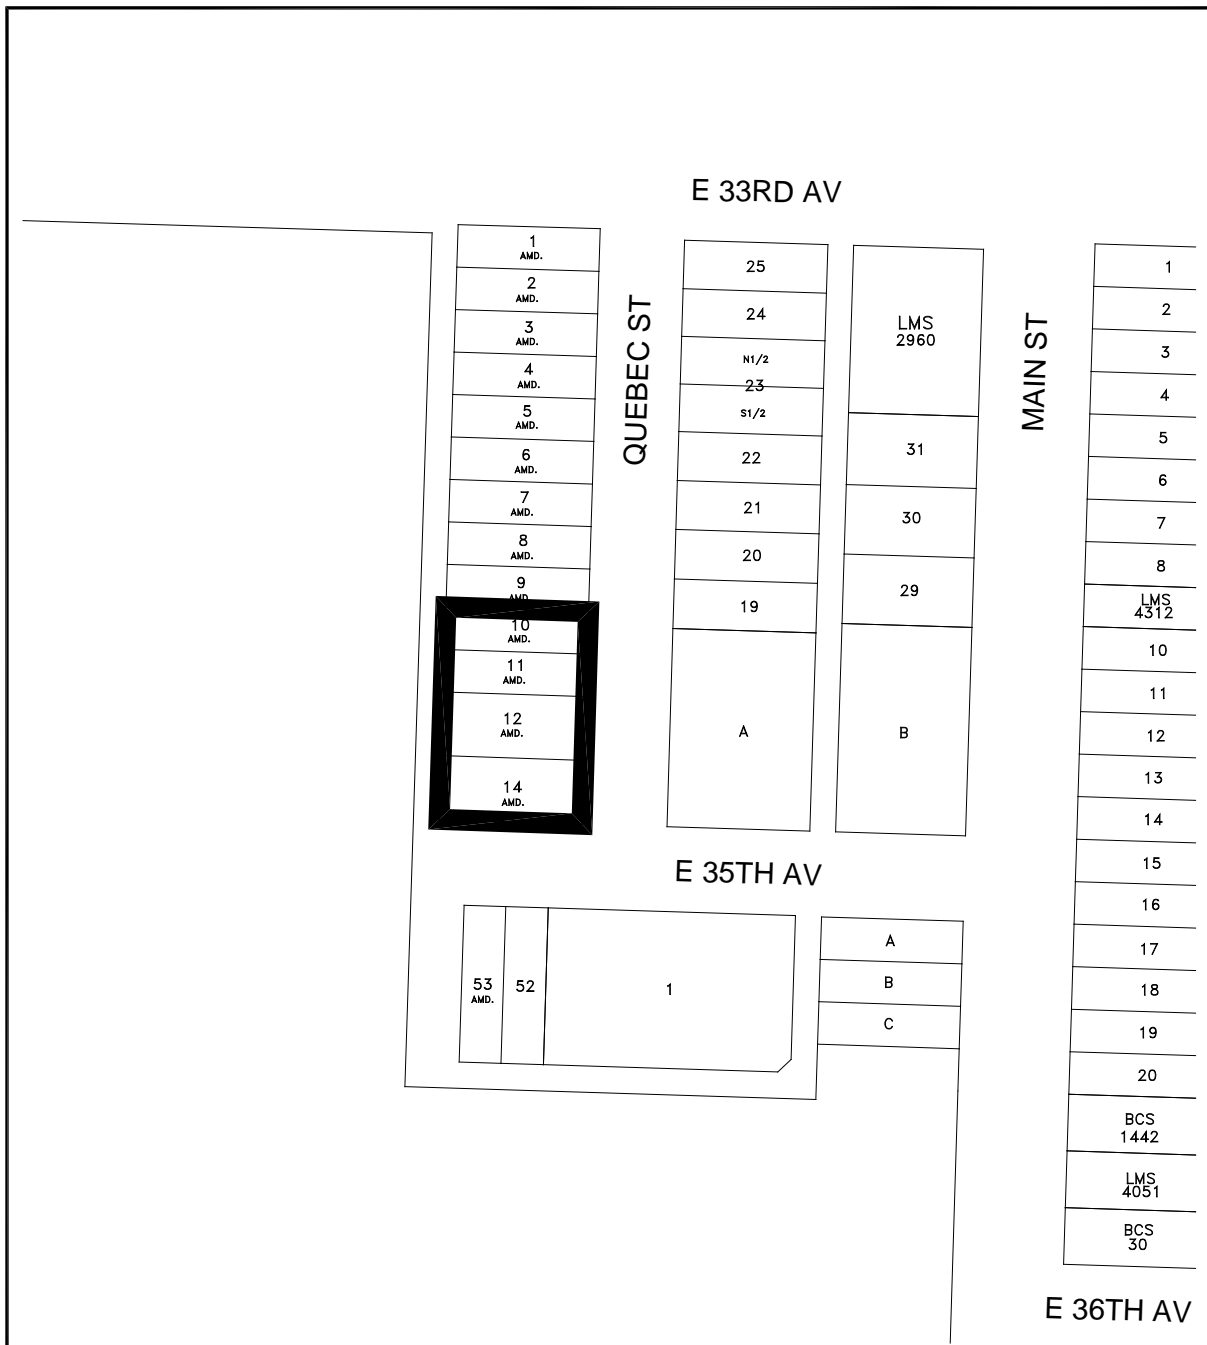 E 33RD AV
1
AMD.
2
AMD.
3
AMD.
4
AMD.
5
AMD.
6
AMD.
7
AMD.
8
AMD.
9
AMD.
10
AMD.
11
AMD.
12
AMD.
14
AMD.
QUEBEC ST
25
24
N1/2
23
S1/2
22
21
20
19
A
LMS
2960
31
30
29
B
MAIN ST
1
2
3
4
5
6
7
8
LMS
4312
10
11
12
13
14
15
16
17
18
19
20
BCS
1442
LMS
4051
BCS
30
E 35TH AV
53
AMD.
52
1
A
B
C
E 36TH AV